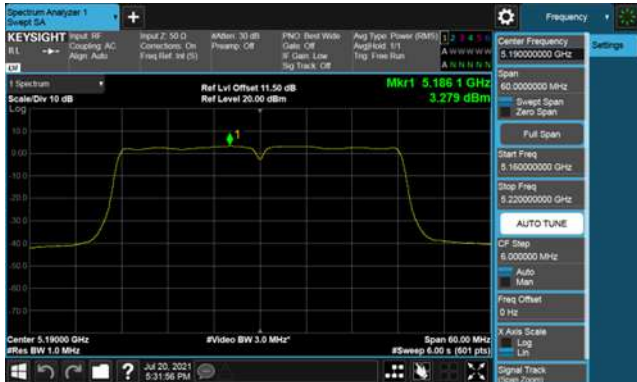 Spectrum Analyzer 1
Swept SA
+
Frequency
KEYSIGHT
Input: RF
Input Z: 50 Ω
#Atten: 30 dB
PNO: Best Wide
Avg Type: Power (RMS)
1 2 3 4 5 6
RL
Coupling: AC
Corrections: On
Preamp: Off
Gate: Off
Avg|Hold: 1/1
A W W W W W
Align: Auto
Freq Ref: Int (S)
IF Gain: Low
Trig: Free Run
Sig Track: Off
A N N N N N
1 Spectrum
Ref Lvl Offset 11.50 dB
Mkr1 5.186 1 GHz
Scale/Div 10 dB
Ref Level 20.00 dBm
3.279 dBm
Log
10.0
0.00
-10.0
-20.0
-30.0
-40.0
-50.0
-60.0
-70.0
1
Center 5.19000 GHz
#Video BW 3.0 MHz*
Span 60.00 MHz
#Res BW 1.0 MHz
#Sweep 6.00 s (601 pts)
Jul 20, 2021
5:31:56 PM
?
Center Frequency
5.190000000 GHz
Settings
Span
60.0000000 MHz
Swept Span
Zero Span
Full Span
Start Freq
5.160000000 GHz
Stop Freq
5.220000000 GHz
AUTO TUNE
CF Step
6.000000 MHz
Auto
Man
Freq Offset
0 Hz
X Axis Scale
Log
Lin
Signal Track
(Span Zoom)